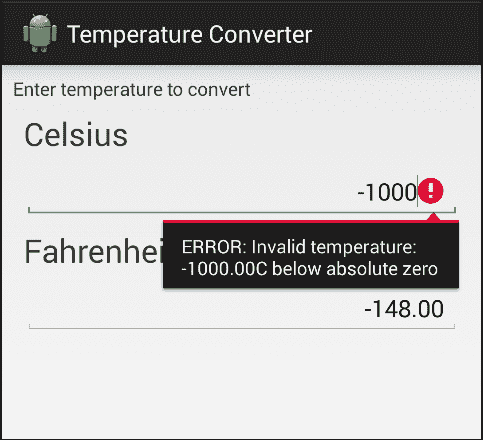 Temperature Converter
Enter temperature to convert
Celsius
-1000
ERROR: Invalid temperature:
-1000.00C below absolute zero
Fahrenhei
-148.00